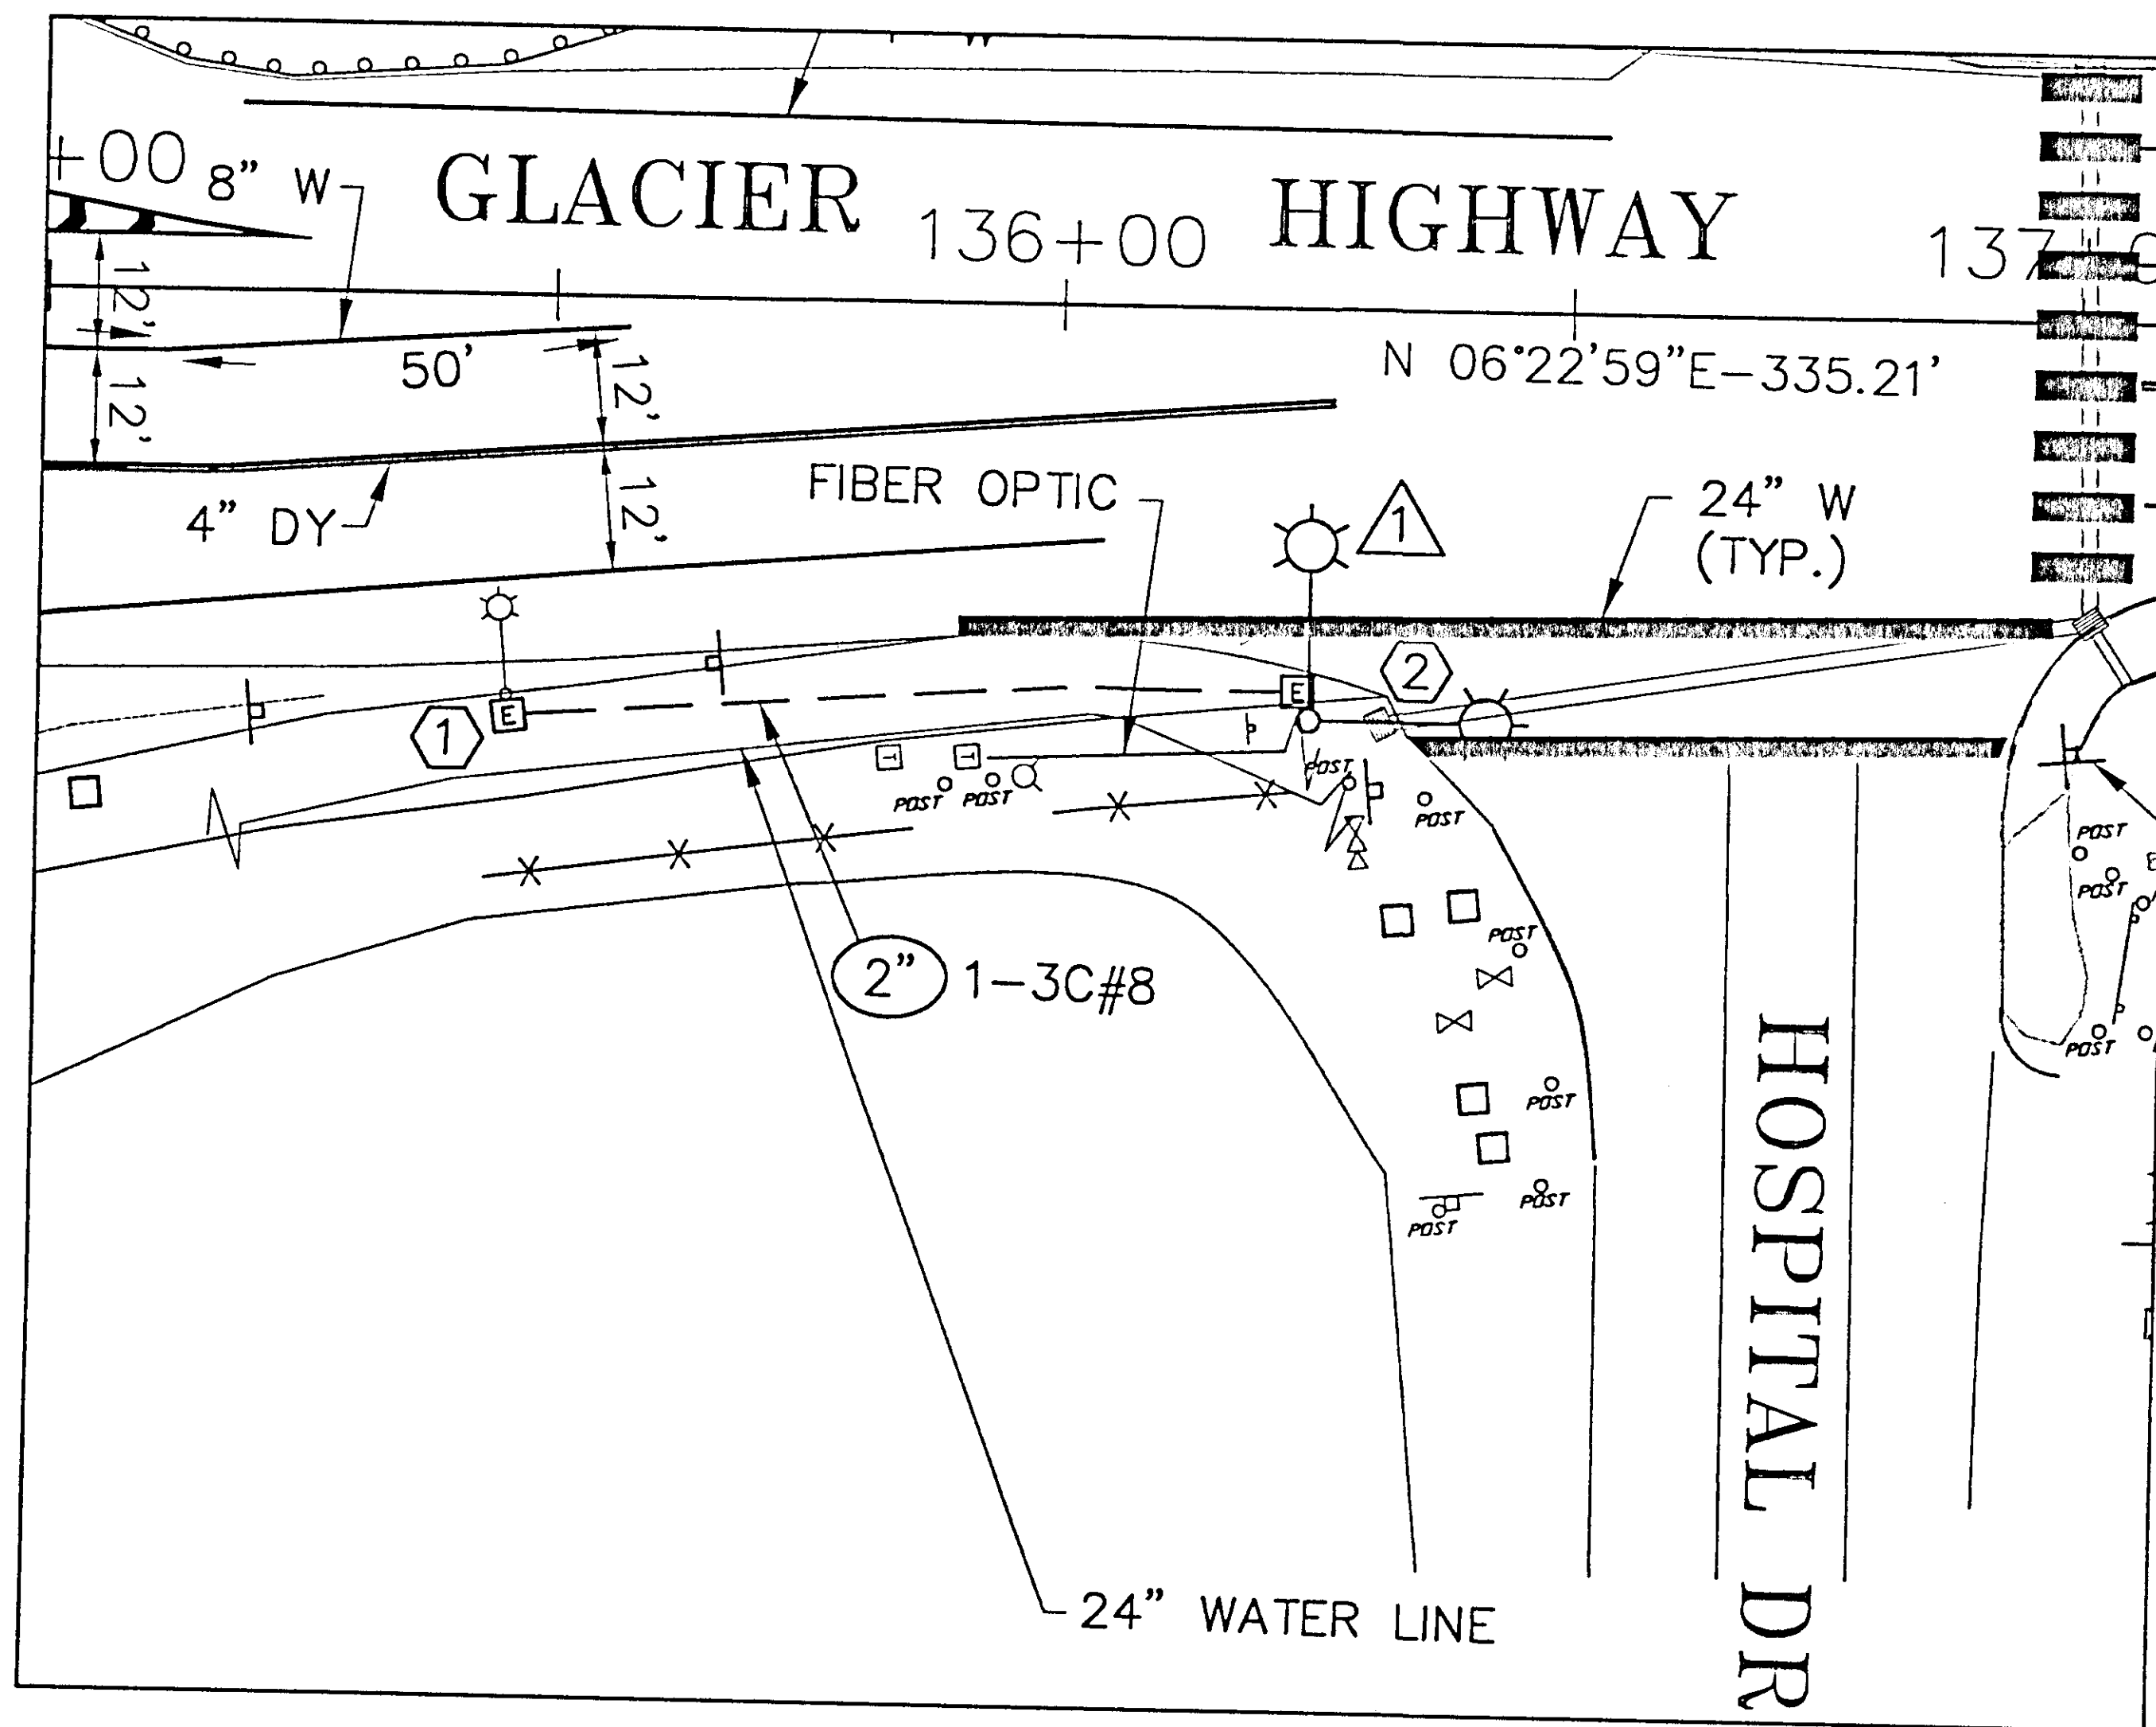 +00
8" W
GLACIER HIGHWAY
136+00
137
12'
12'
50'
12'
12'
N 06°22'59"E-335.21'
4" DY
FIBER OPTIC
1
24" W
(TYP.)
E
1
E
2
T
T
POST
POST
POST
POST
POST
POST
POST
POST
POST
POST
POST
2" 1-3C#8
HOSPITAL DR
24" WATER LINE